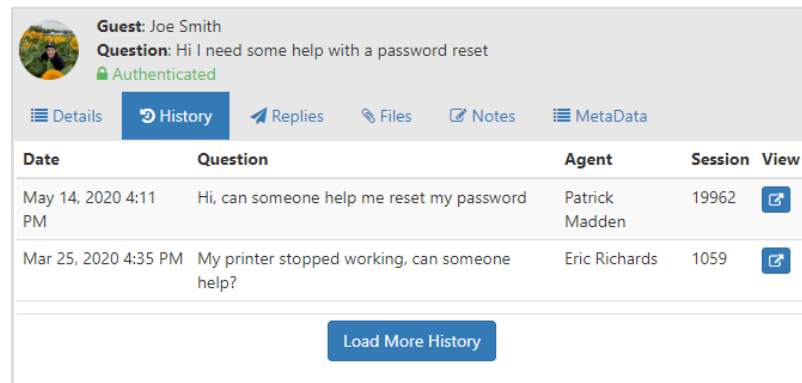 Guest: Joe Smith
Question: Hi I need some help with a password reset
Authenticated
Details History Replies Files Notes MetaData
Date Question Agent Session View
May 14, 2020 4:11 Hi, can someone help me reset my password Patrick 19962
PM Madden
Mar 25, 2020 4:35 PM My printer stopped working, can someone Eric Richards 1059
help?
Load More History